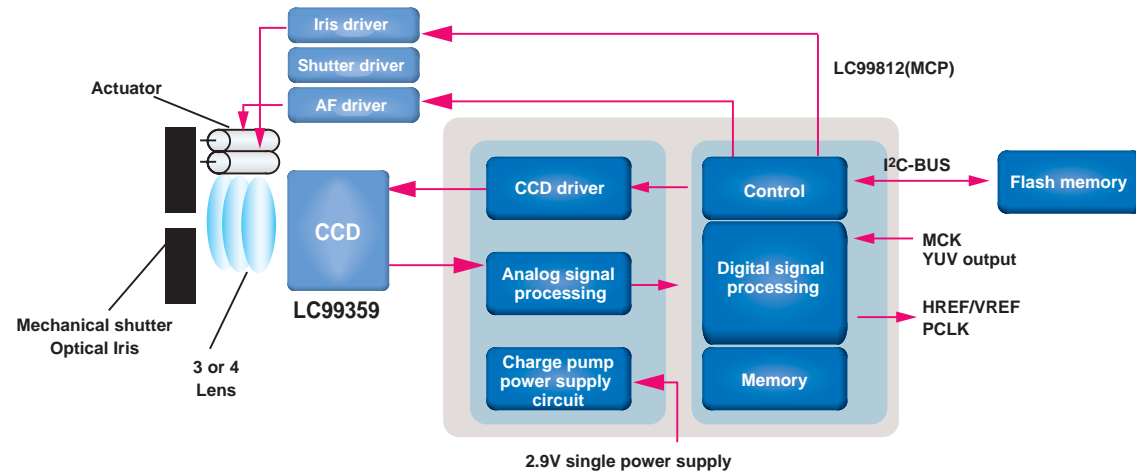 Iris driver
Shutter driver
AF driver
LC99812(MCP)
Actuator
CCD driver
Control
I²C-BUS
Flash memory
CCD
LC99359
Analog signal
processing
Digital signal
processing
MCK
YUV output
HREF/VREF
PCLK
Mechanical shutter
Optical Iris
3 or 4
Lens
Charge pump
power supply
circuit
Memory
2.9V single power supply